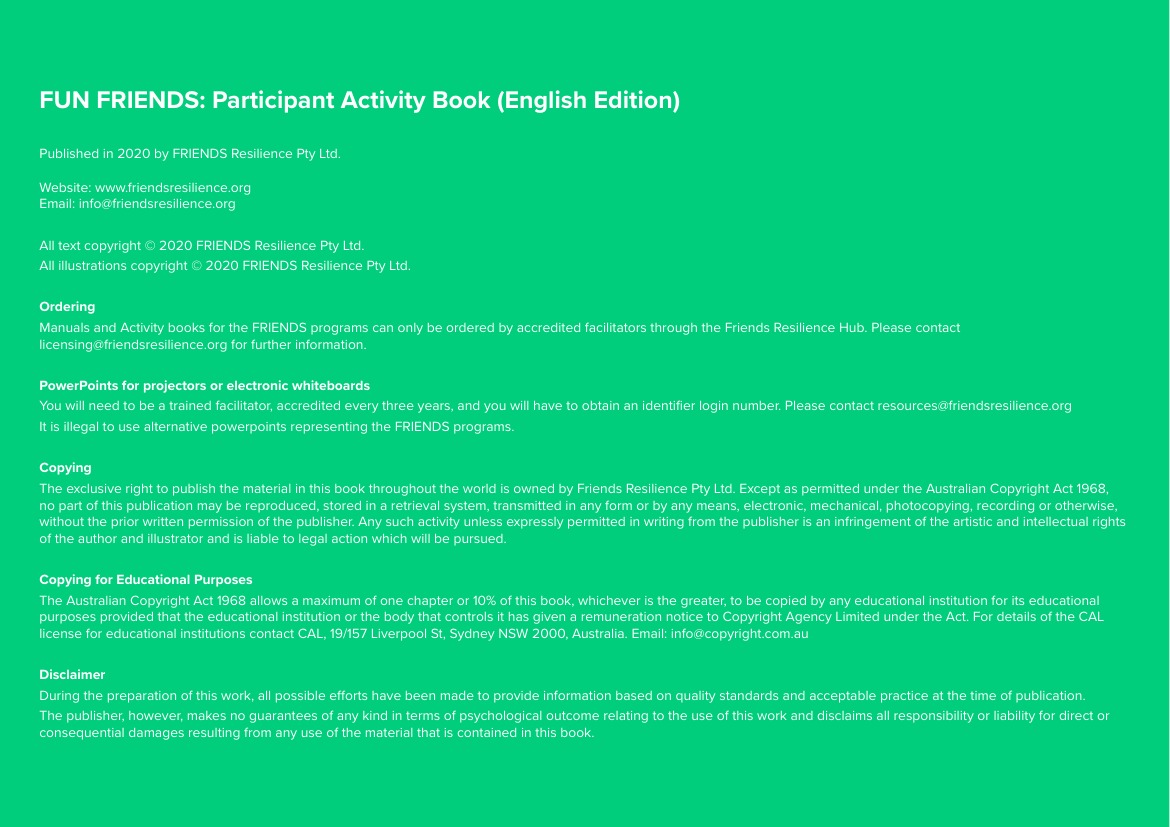 FUN FRIENDS: Participant Activity Book (English Edition)
Published in 2020 by FRIENDS Resilience Pty Ltd.
Website: www.friendsresilience.org
Email: info@friendsresilience.org
All text copyright © 2020 FRIENDS Resilience Pty Ltd.
All illustrations copyright © 2020 FRIENDS Resilience Pty Ltd.
Ordering
Manuals and Activity books for the FRIENDS programs can only be ordered by accredited facilitators through the Friends Resilience Hub. Please contact
licensing@friendsresilience.org for further information.
PowerPoints for projectors or electronic whiteboards
You will need to be a trained facilitator, accredited every three years, and you will have to obtain an identifier login number. Please contact resources@friendsresilience.org
It is illegal to use alternative powerpoints representing the FRIENDS programs.
Copying
The exclusive right to publish the material in this book throughout the world is owned by Friends Resilience Pty Ltd. Except as permitted under the Australian Copyright Act 1968,
no part of this publication may be reproduced, stored in a retrieval system, transmitted in any form or by any means, electronic, mechanical, photocopying, recording or otherwise,
without the prior written permission of the publisher. Any such activity unless expressly permitted in writing from the publisher is an infringement of the artistic and intellectual rights
of the author and illustrator and is liable to legal action which will be pursued.
Copying for Educational Purposes
The Australian Copyright Act 1968 allows a maximum of one chapter or 10% of this book, whichever is the greater, to be copied by any educational institution for its educational
purposes provided that the educational institution or the body that controls it has given a remuneration notice to Copyright Agency Limited under the Act. For details of the CAL
license for educational institutions contact CAL, 19/157 Liverpool St, Sydney NSW 2000, Australia. Email: info@copyright.com.au
Disclaimer
During the preparation of this work, all possible efforts have been made to provide information based on quality standards and acceptable practice at the time of publication.
The publisher, however, makes no guarantees of any kind in terms of psychological outcome relating to the use of this work and disclaims all responsibility or liability for direct or
consequential damages resulting from any use of the material that is contained in this book.